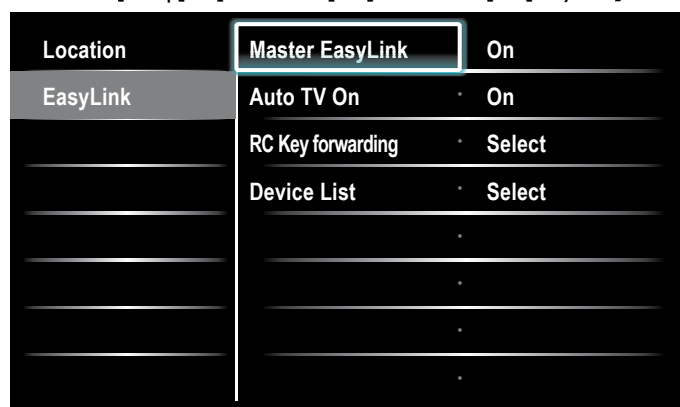 Location Master EasyLink On
EasyLink Auto TV On On
RC Key forwarding Select
Device List Select